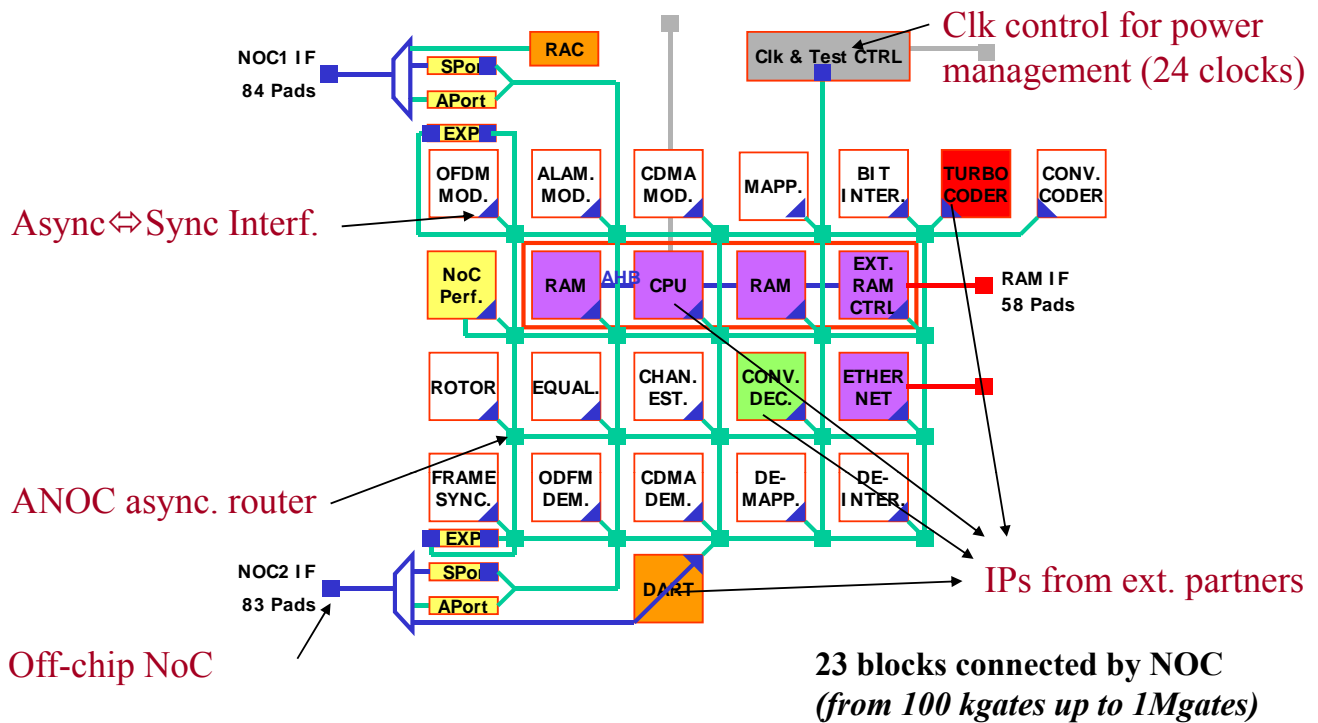 Clk control for power
management (24 clocks)
NOC1 IF
84 Pads
RAC
SPor
APort
EXP
Clk & Test CTRL
OFDM
MOD.
ALAM.
MOD.
CDMA
MOD.
MAPP.
BIT
INTER.
TURBO
CODER
CONV.
CODER
Async⇔Sync Interf.
NoC
Perf.
RAM
AHB
CPU
RAM
EXT.
RAM
CTRL
RAM IF
58 Pads
ROTOR
EQUAL.
CHAN.
EST.
CONV.
DEC.
ETHER
NET
ANOC async. router
FRAME
SYNC.
ODFM
DEM.
CDMA
DEM.
DE-
MAPP.
DE-
INTER.
EXP
NOC2 IF
83 Pads
SPor
APort
DART
IPs from ext. partners
Off-chip NoC
23 blocks connected by NOC
(from 100 kgates up to 1Mgates)